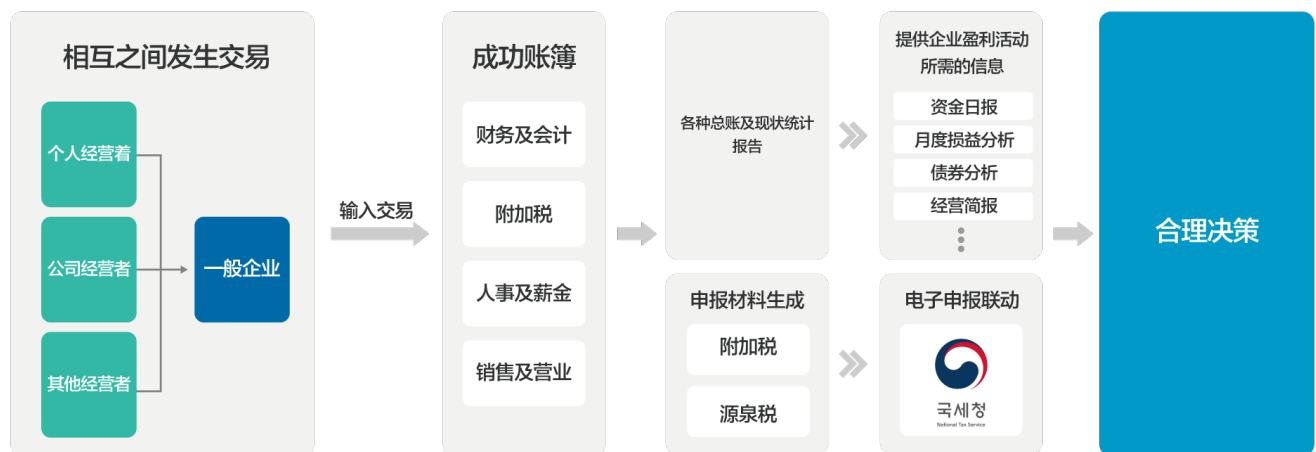 相互之间发生交易
个人经营着
公司经营者
其他经营者
一般企业
输入交易
成功账簿
财务及会计
附加税
人事及薪金
销售及营业
各种总账及现状统计
报告
申报材料生成
附加税
源泉税
提供企业盈利活动
所需的信息
资金日报
月度损益分析
债券分析
经营简报
电子申报联动
국세청
National Tax Service
合理决策